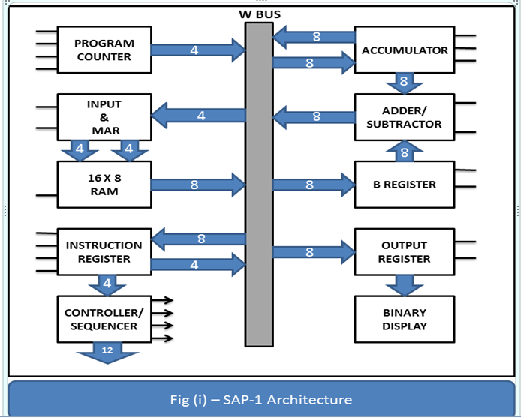 W BUS
PROGRAM
COUNTER
4
8
8
ACCUMULATOR
8
INPUT
&
MAR
4
4
4
8
ADDER/
SUBTRACTOR
8
16 X 8
RAM
8
8
B REGISTER
INSTRUCTION
REGISTER
8
4
4
8
OUTPUT
REGISTER
CONTROLLER/
SEQUENCER
12
BINARY
DISPLAY
Fig (i) – SAP-1 Architecture